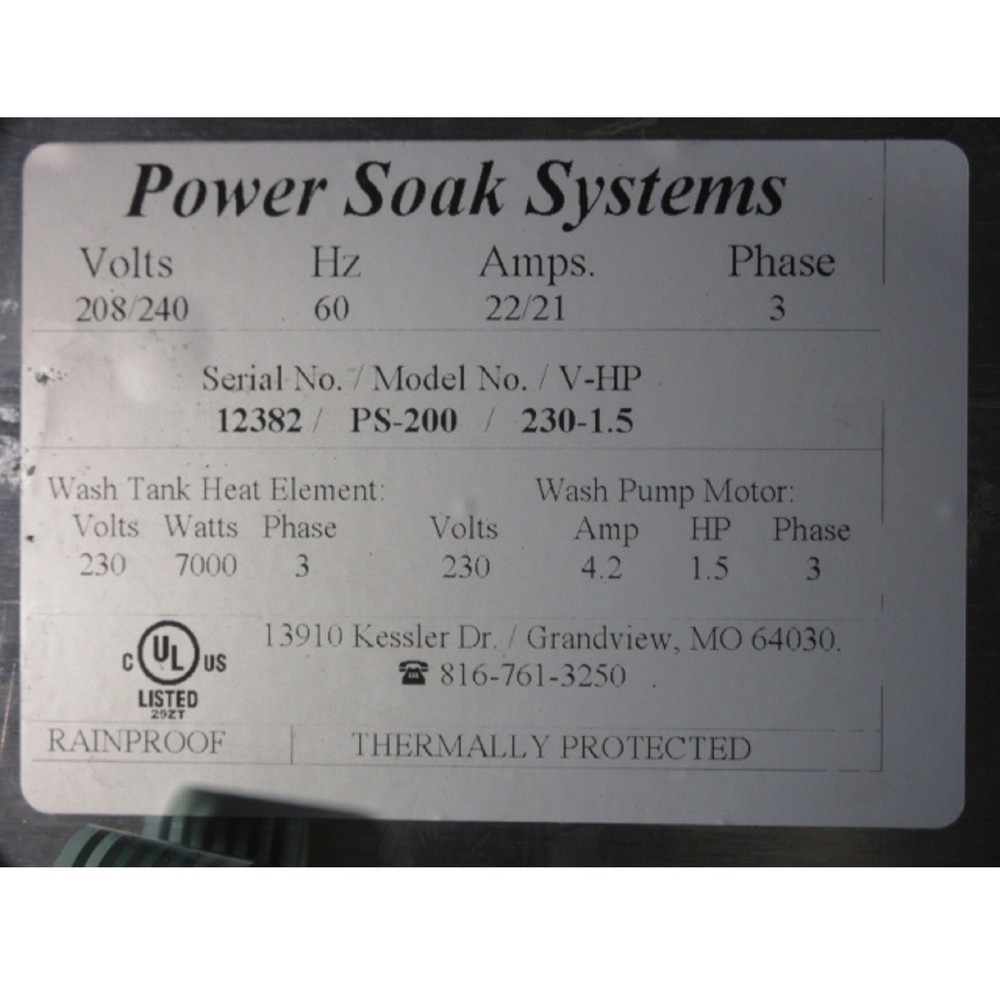 Power Soak Systems
Volts Hz Amps. Phase
208/240 60 22/21 3
Serial No. / Model No. / V-HP
12382 / PS-200 / 230-1.5
Wash Tank Heat Element: Wash Pump Motor:
Volts Watts Phase Volts Amp HP Phase
230 7000 3 230 4.2 1.5 3
13910 Kessler Dr. / Grandview, MO 64030.
☎ 816-761-3250 .
C UL US
LISTED
29ZT
RAINPROOF THERMALLY PROTECTED